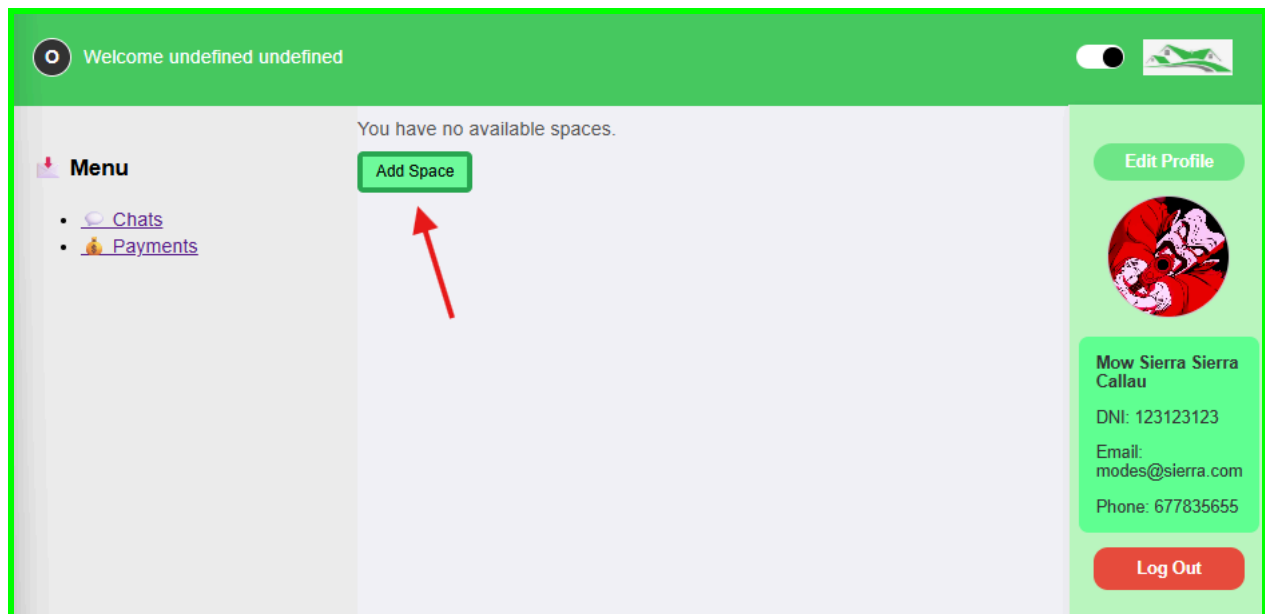 O
Welcome undefined undefined
Menu
Chats
Payments
You have no available spaces.
Add Space
Edit Profile
Mow Sierra Sierra
Callau
DNI: 123123123
Email:
modes@sierra.com
Phone: 677835655
Log Out